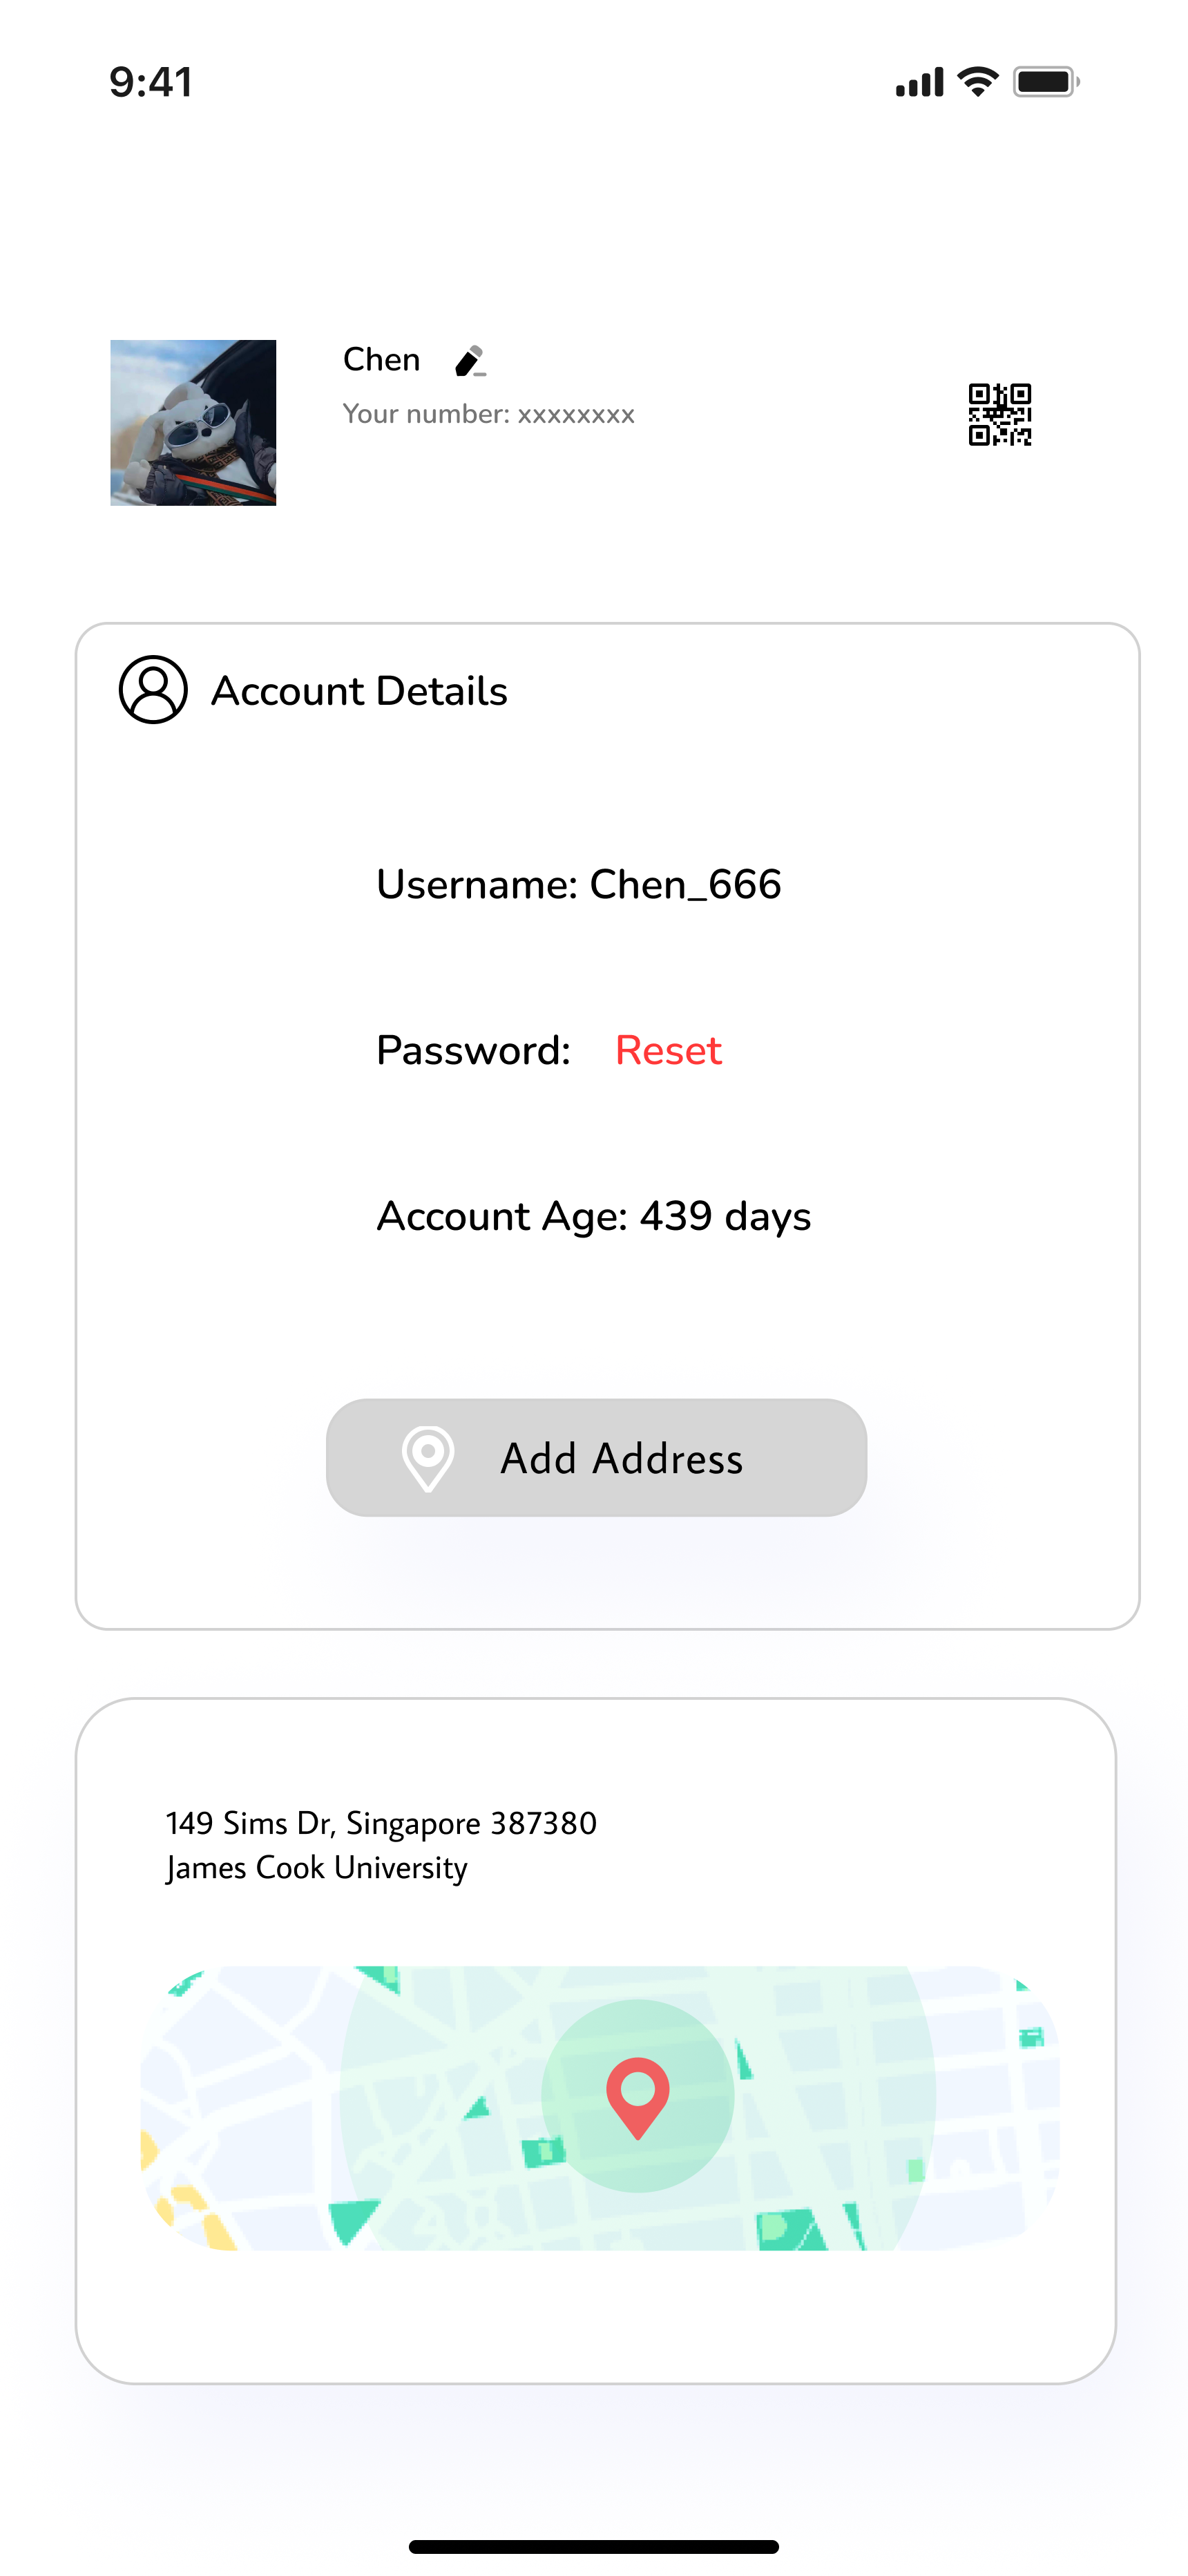 9:41
Chen
Your number: xxxxxxxx
Account Details
Username: Chen_666
Password: Reset
Account Age: 439 days
Add Address
149 Sims Dr, Singapore 387380
James Cook University